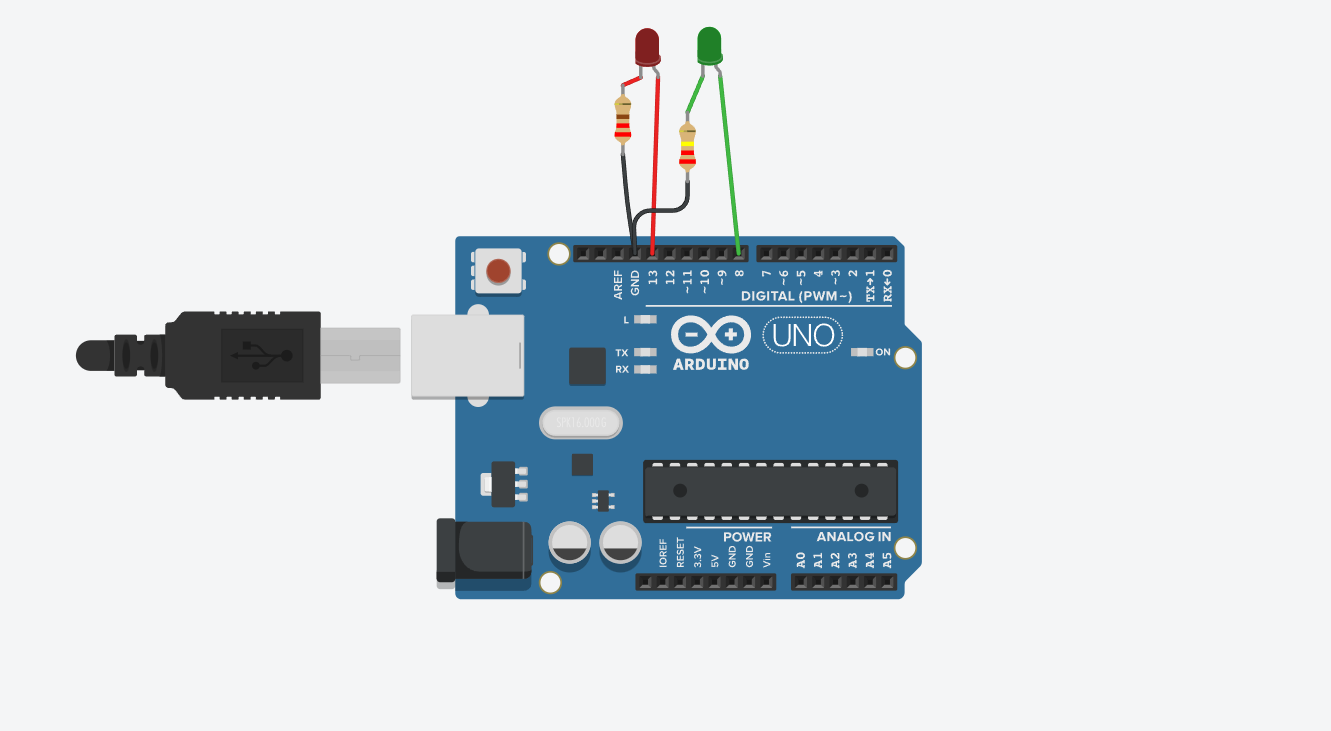 AREF
GND
13
12
~11
~10
~9
8
7
~6
~5
4
~3
2
TX→1
RX←0
DIGITAL (PWM~)
L
TX
RX
ARDUINO
UNO
ON
SPK16.000G
POWER
ANALOG IN
IOREF
RESET
3.3V
5V
GND
GND
Vin
A0
A1
A2
A3
A4
A5